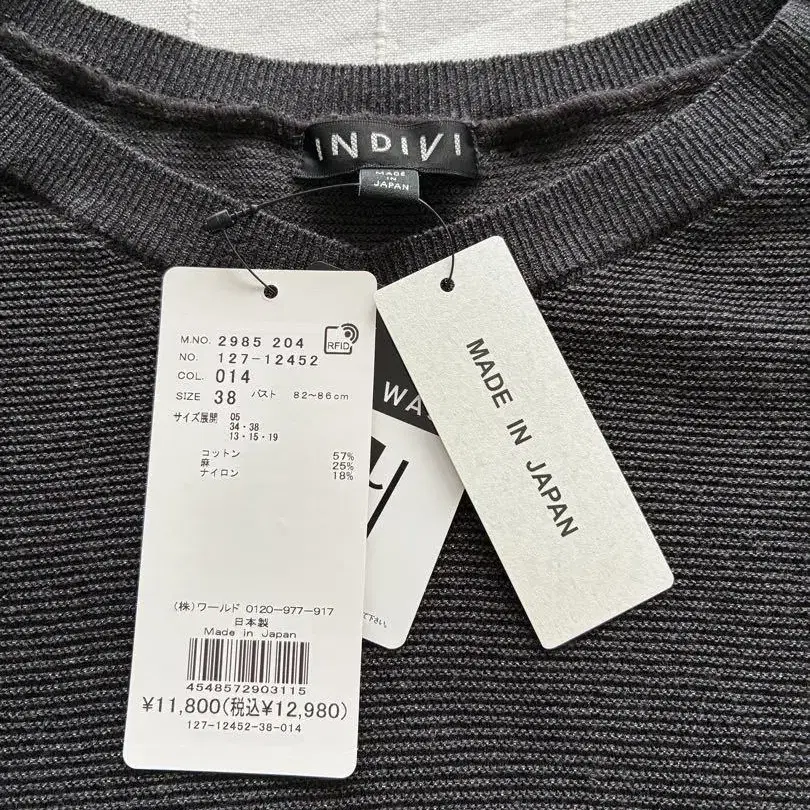 INDIVI
MADE
IN
JAPAN
M.NO. 2985 204
RFID
NO. 127-12452
COL. 014
SIZE 38 バスト 82~86cm
サイズ展開 05
34・38
13・15・19
コットン 57%
麻 25%
ナイロン 18%
(株)ワールド 0120-977-917
日本製
Made in Japan
4548572903115
¥11,800(税込¥12,980)
127-12452-38-014
MADE IN JAPAN